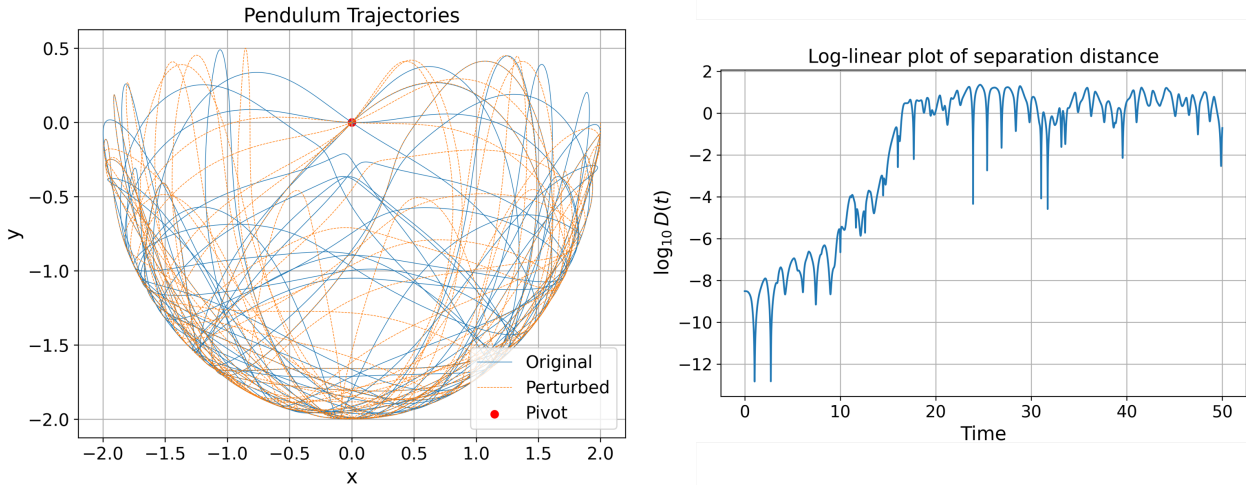 Pendulum Trajectories
y
0.5
0.0
−0.5
−1.0
−1.5
−2.0
Original
Perturbed
Pivot
−2.0 −1.5 −1.0 −0.5 0.0 0.5 1.0 1.5 2.0
x
Log-linear plot of separation distance
log₁₀ D(t)
2
0
−2
−4
−6
−8
−10
−12
0 10 20 30 40 50
Time